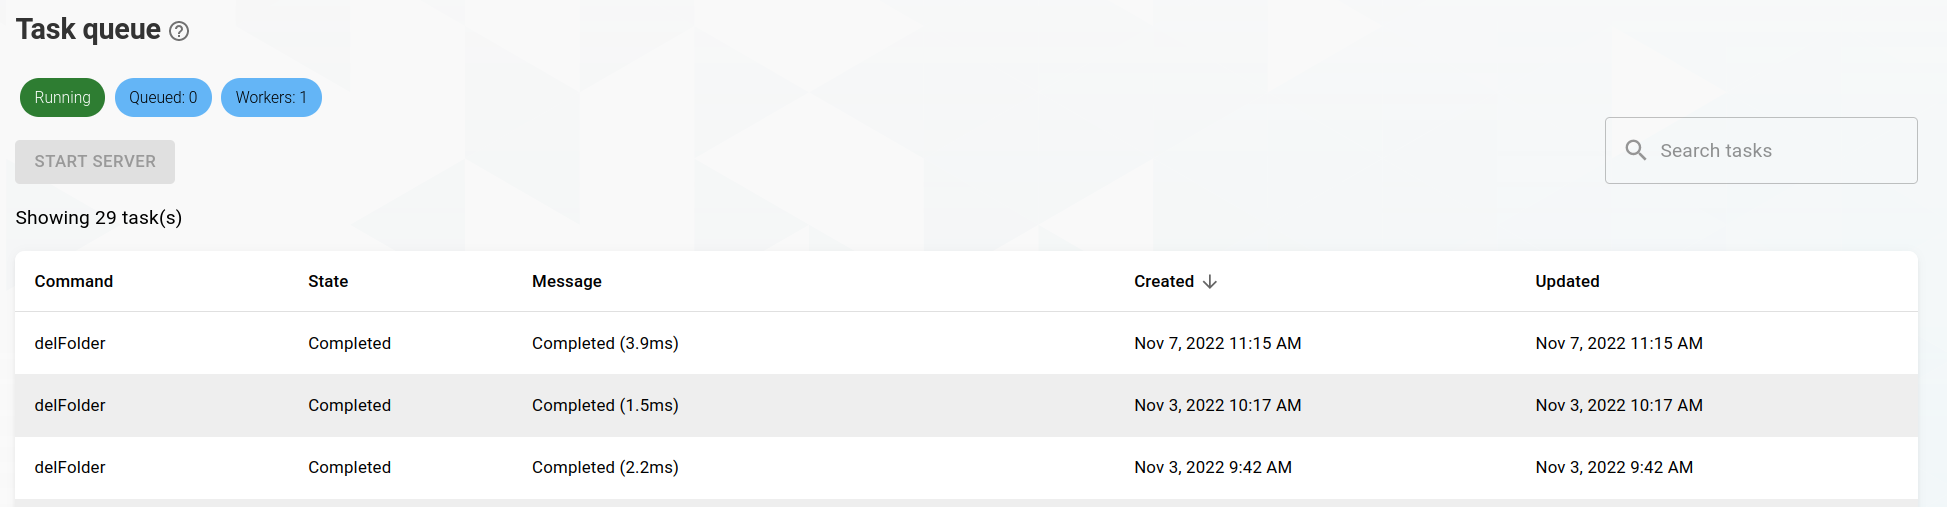 Task queue
Running Queued: 0 Workers: 1
START SERVER
Search tasks
Showing 29 task(s)
Command State Message Created Updated
delFolder Completed Completed (3.9ms) Nov 7, 2022 11:15 AM Nov 7, 2022 11:15 AM
delFolder Completed Completed (1.5ms) Nov 3, 2022 10:17 AM Nov 3, 2022 10:17 AM
delFolder Completed Completed (2.2ms) Nov 3, 2022 9:42 AM Nov 3, 2022 9:42 AM